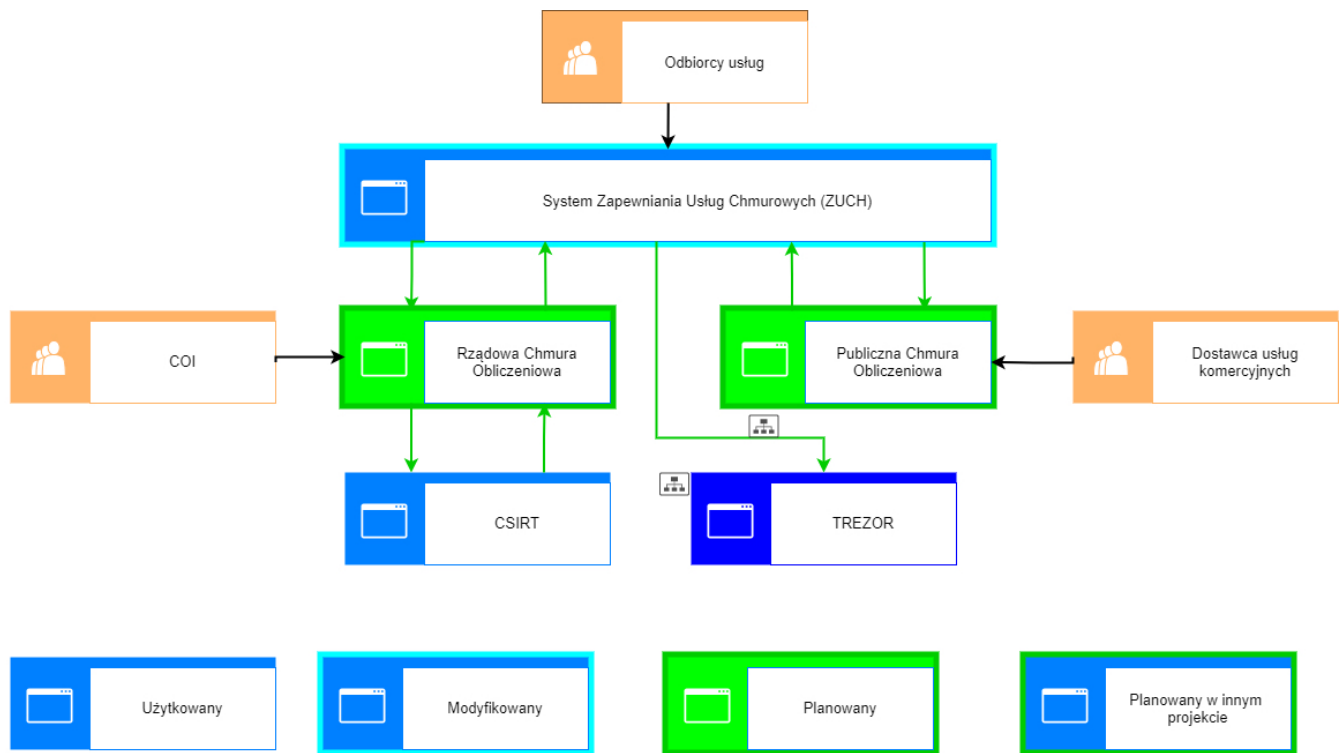 Odbiorcy usług
System Zapewniania Usług Chmurowych (ZUCH)
COI
Rządowa Chmura
Obliczeniowa
Publiczna Chmura
Obliczeniowa
Dostawca usług
komercyjnych
CSIRT
TREZOR
Użytkowany
Modyfikowany
Planowany
Planowany w innym
projekcie